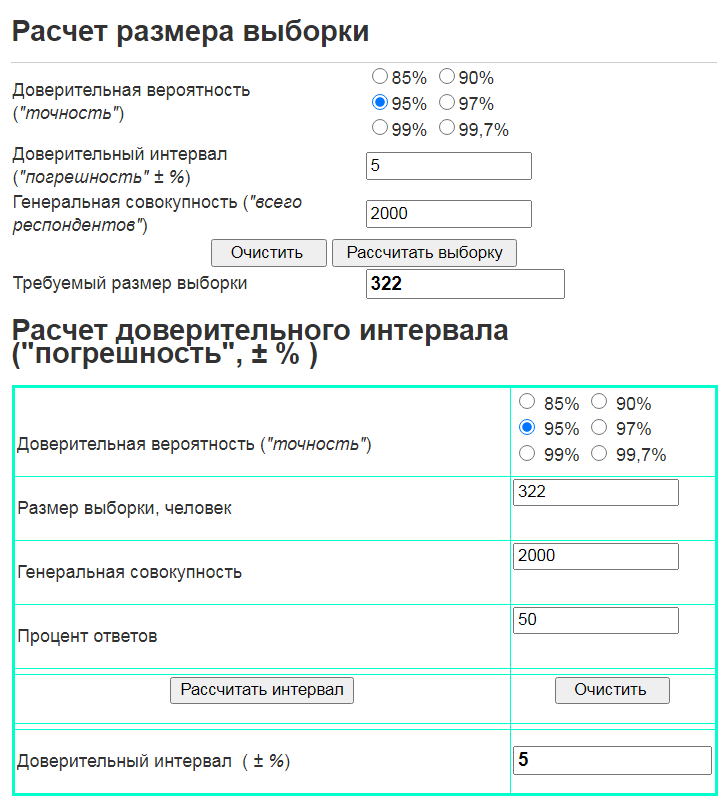 Расчет размера выборки
Доверительная вероятность
("точность")
85% 90%
95% 97%
99% 99,7%
Доверительный интервал
("погрешность" ± %)
5
Генеральная совокупность ("всего
респондентов")
2000
Очистить Рассчитать выборку
Требуемый размер выборки 322
Расчет доверительного интервала
("погрешность", ± % )
85% 90%
Доверительная вероятность ("точность") 95% 97%
99% 99,7%
Размер выборки, человек 322
Генеральная совокупность 2000
Процент ответов 50
Рассчитать интервал Очистить
Доверительный интервал ( ± %) 5